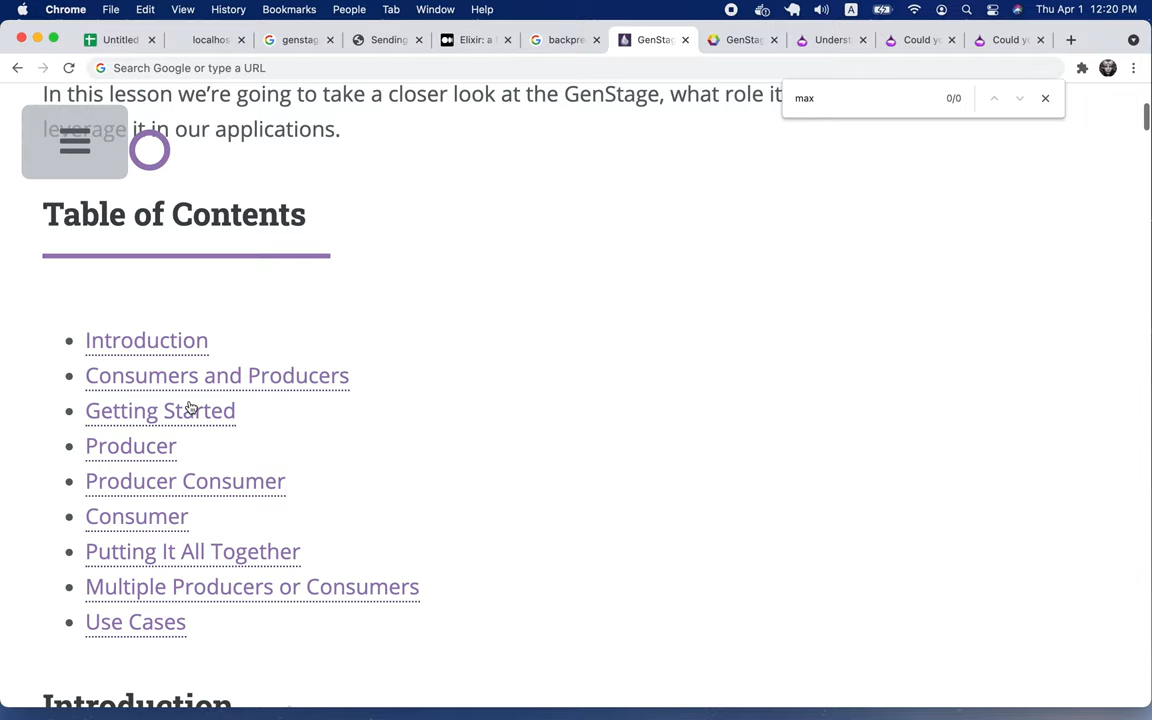 Chrome File Edit View History Bookmarks People Tab Window Help A Thu Apr 1 12:20 PM
Untitled localhos genstag Sending Elixir: a backpre GenStag GenStag Underst Could yo Could yo
Search Google or type a URL
max 0/0
In this lesson we’re going to take a closer look at the GenStage, what role it
leverage it in our applications.
Table of Contents
Introduction
Consumers and Producers
Getting Started
Producer
Producer Consumer
Consumer
Putting It All Together
Multiple Producers or Consumers
Use Cases
Introduction